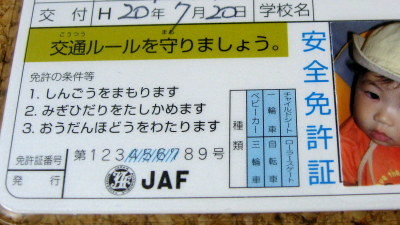 交付 H 20年 7月20日 学校名
こうつう まも
交通ルールを守りましょう。
免許の条件等
1. しんごうをまもります
2. みぎひだりをたしかめます
3. おうだんほどうをわたります
免許証番号 第123456789号
発行 JAF
種類
ベビーカー 一輪車 チャイルドシート
三輪車 自転車 ローラースケート
安全免許証